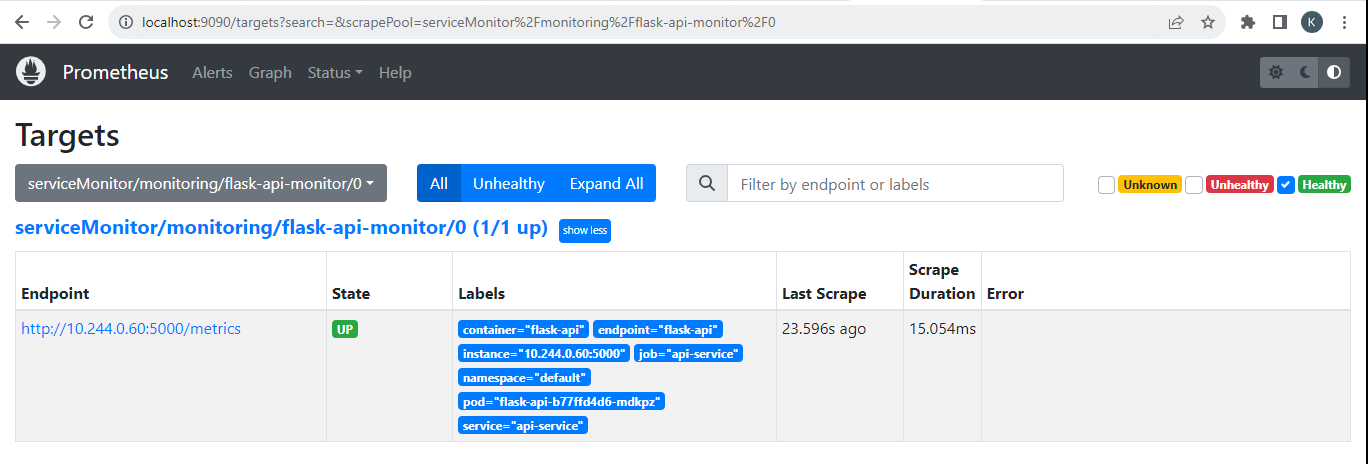 localhost:9090/targets?search=&scrapePool=serviceMonitor%2Fmonitoring%2Fflask-api-monitor%2F0
K
Prometheus Alerts Graph Status Help
Targets
serviceMonitor/monitoring/flask-api-monitor/0 All Unhealthy Expand All Filter by endpoint or labels Unknown Unhealthy Healthy
serviceMonitor/monitoring/flask-api-monitor/0 (1/1 up) show less
Endpoint State Labels Last Scrape Scrape Duration Error
http://10.244.0.60:5000/metrics UP container="flask-api" endpoint="flask-api" 23.596s ago 15.054ms
instance="10.244.0.60:5000" job="api-service"
namespace="default"
pod="flask-api-b77ffd4d6-mdkpz"
service="api-service"